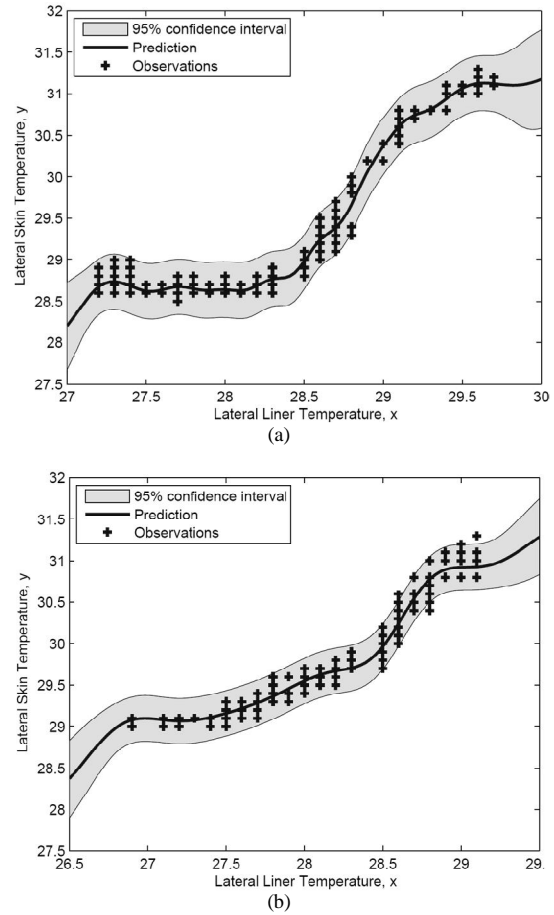 32
31.5
31
30.5
30
29.5
29
28.5
28
27.5
Lateral Skin Temperature, y
95% confidence interval
Prediction
Observations
27 27.5 28 28.5 29 29.5 30
Lateral Liner Temperature, x
(a)
32
31.5
31
30.5
30
29.5
29
28.5
28
27.5
Lateral Skin Temperature, y
95% confidence interval
Prediction
Observations
26.5 27 27.5 28 28.5 29 29.
Lateral Liner Temperature, x
(b)